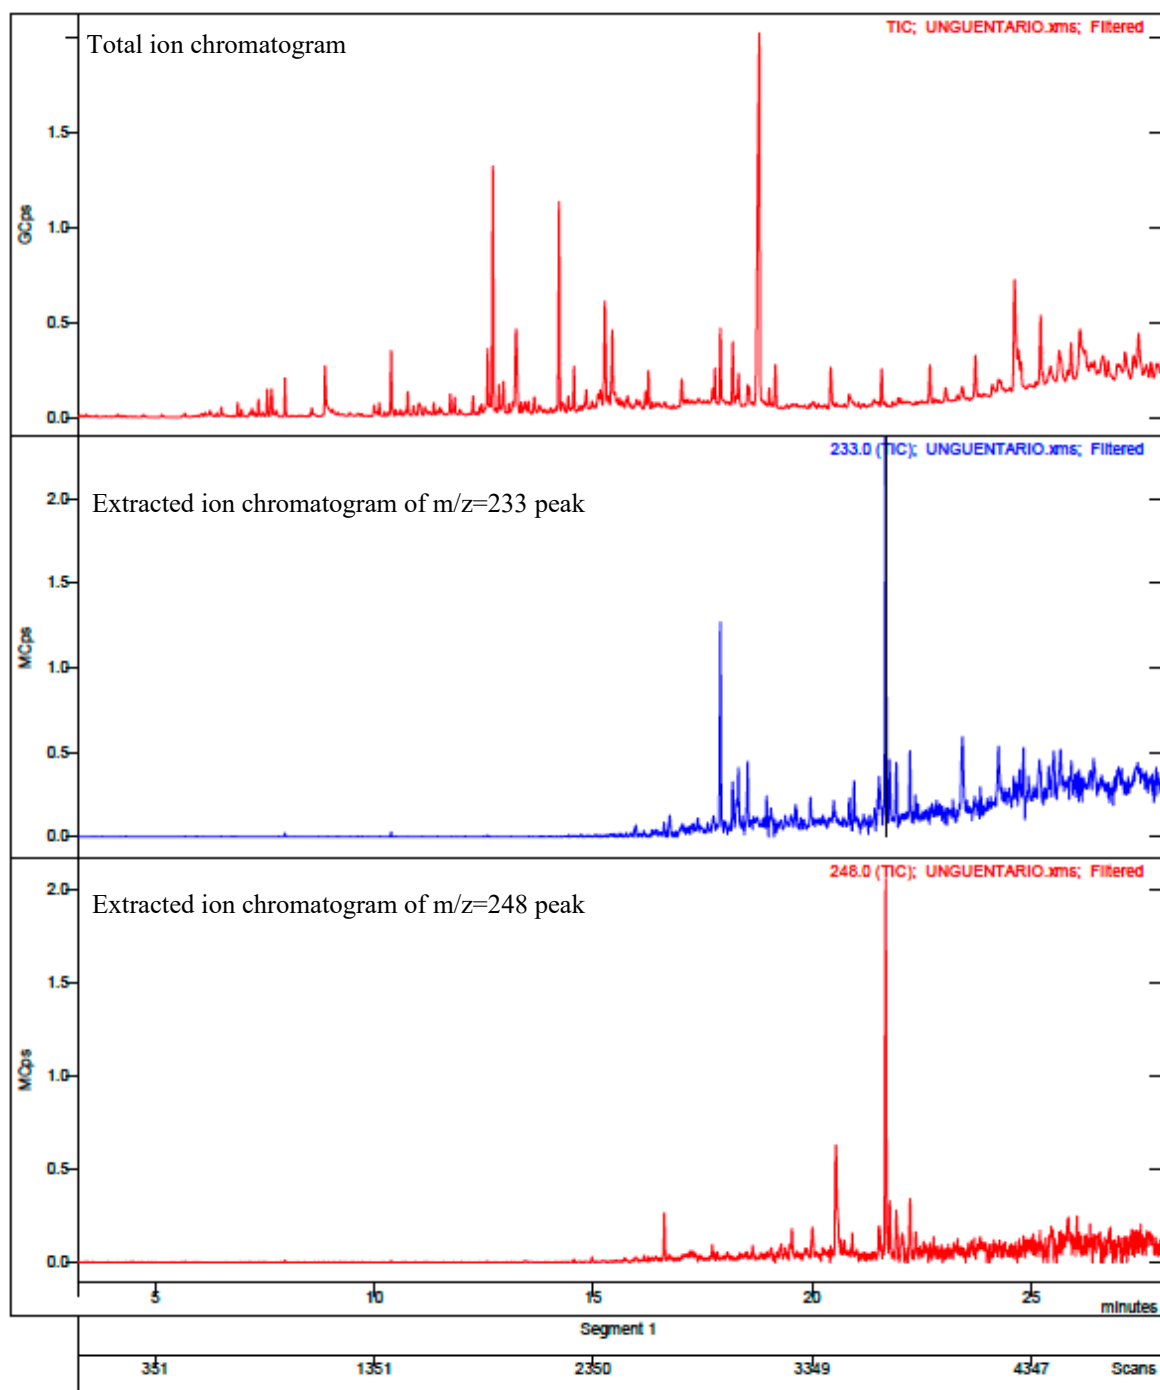 TIC; UNGUENTARIO.xms; Filtered
Total ion chromatogram
1.5
GCps
1.0
0.5
0.0
233.0 (TIC); UNGUENTARIO.xms; Filtered
Extracted ion chromatogram of m/z=233 peak
2.0
1.5
MCps
1.0
0.5
0.0
248.0 (TIC); UNGUENTARIO.xms; Filtered
Extracted ion chromatogram of m/z=248 peak
2.0
1.5
MCps
1.0
0.5
0.0
5 10 15 20 25 minutes
Segment 1
351 1351 2350 3349 4347 Scans